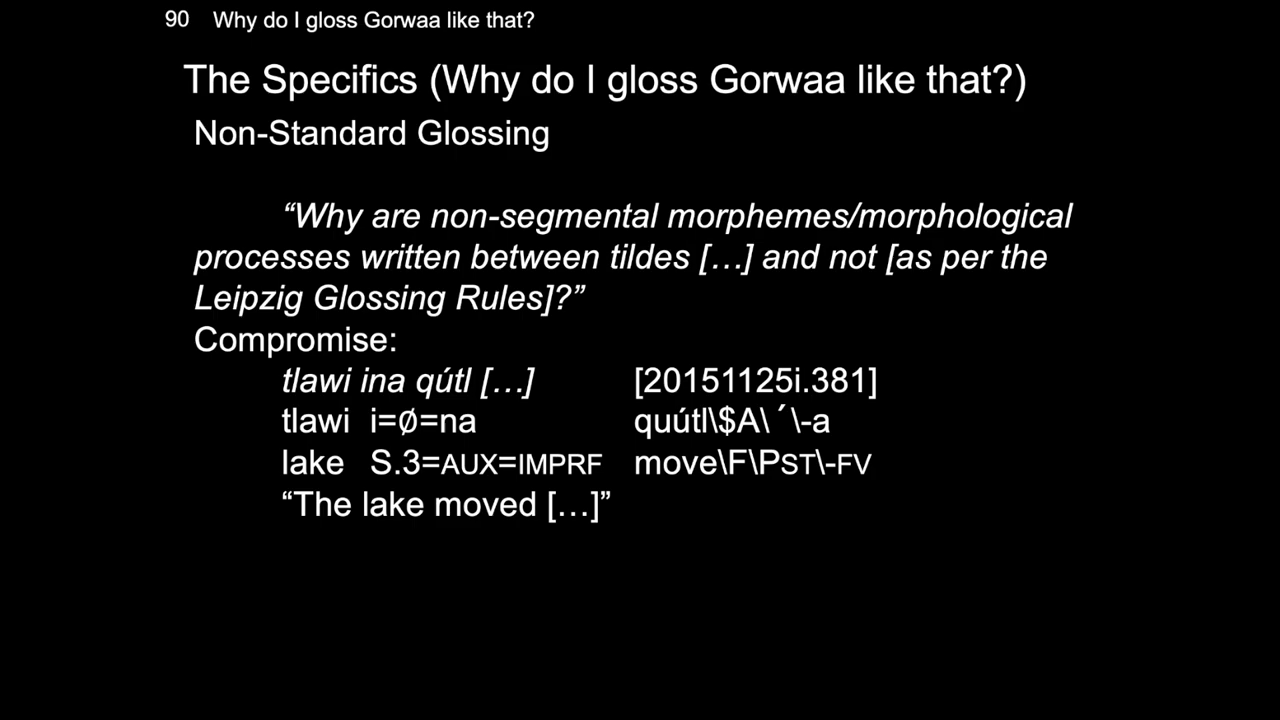 90 Why do I gloss Gorwaa like that?
The Specifics (Why do I gloss Gorwaa like that?)
Non-Standard Glossing
“Why are non-segmental morphemes/morphological
processes written between tildes […] and not [as per the
Leipzig Glossing Rules]?”
Compromise:
tlawi ina qútl […] [20151125i.381]
tlawi i=∅=na quútl\$A\ ́ \-a
lake S.3=AUX=IMPRF move\F\PST\-FV
“The lake moved […]”